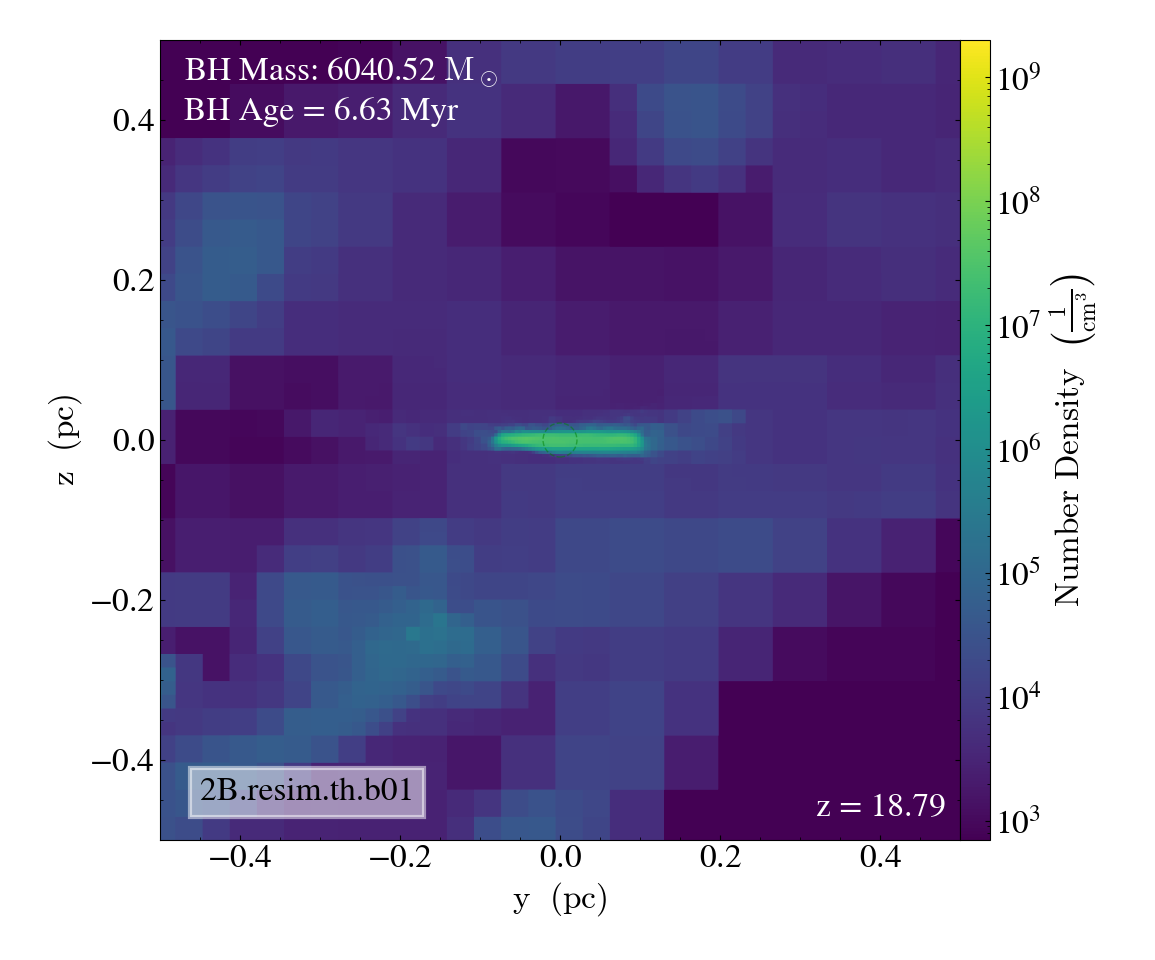 BH Mass: 6040.52 M⊙
BH Age = 6.63 Myr
0.4
0.2
0.0
−0.2
−0.4
z (pc)
2B.resim.th.b01
z = 18.79
−0.4 −0.2 0.0 0.2 0.4
y (pc)
10⁹
10⁸
10⁷
10⁶
10⁵
10⁴
10³
Number Density (1/cm³)